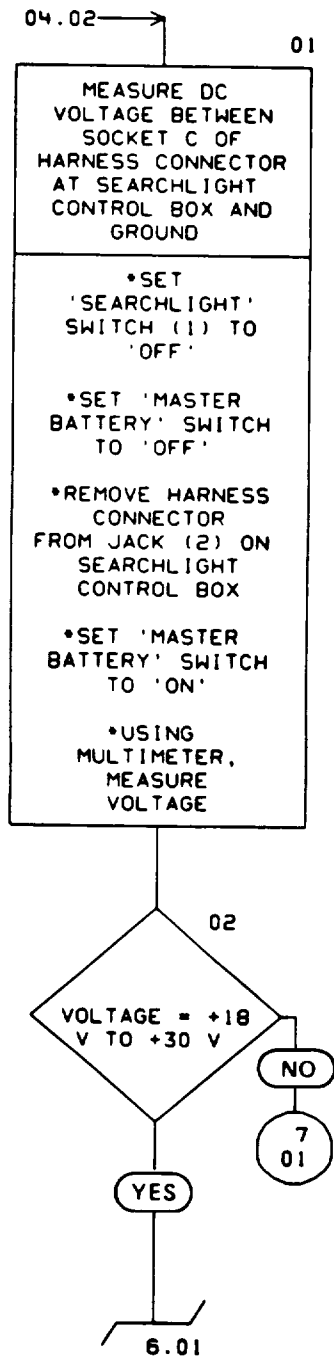 04.02
01
MEASURE DC
VOLTAGE BETWEEN
SOCKET C OF
HARNESS CONNECTOR
AT SEARCHLIGHT
CONTROL BOX AND
GROUND
*SET
'SEARCHLIGHT'
SWITCH (1) TO
'OFF'
*SET 'MASTER
BATTERY' SWITCH
TO 'OFF'
*REMOVE HARNESS
CONNECTOR
FROM JACK (2) ON
SEARCHLIGHT
CONTROL BOX
*SET 'MASTER
BATTERY' SWITCH
TO 'ON'
*USING
MULTIMETER,
MEASURE
VOLTAGE
02
VOLTAGE = +18
V TO +30 V
NO
7
01
YES
6.01